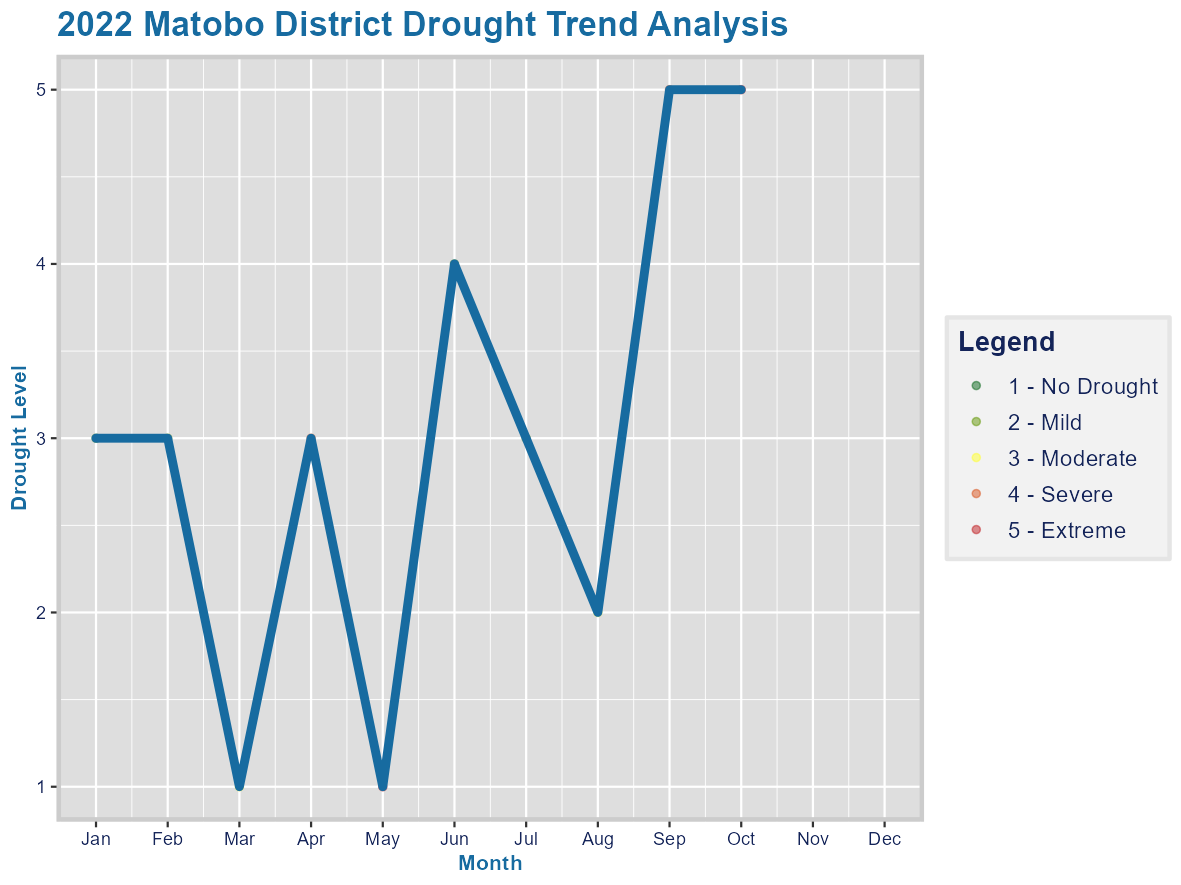 2022 Matobo District Drought Trend Analysis
5
4
3
2
1
Drought Level
Jan Feb Mar Apr May Jun Jul Aug Sep Oct Nov Dec
Month
Legend
1 - No Drought
2 - Mild
3 - Moderate
4 - Severe
5 - Extreme